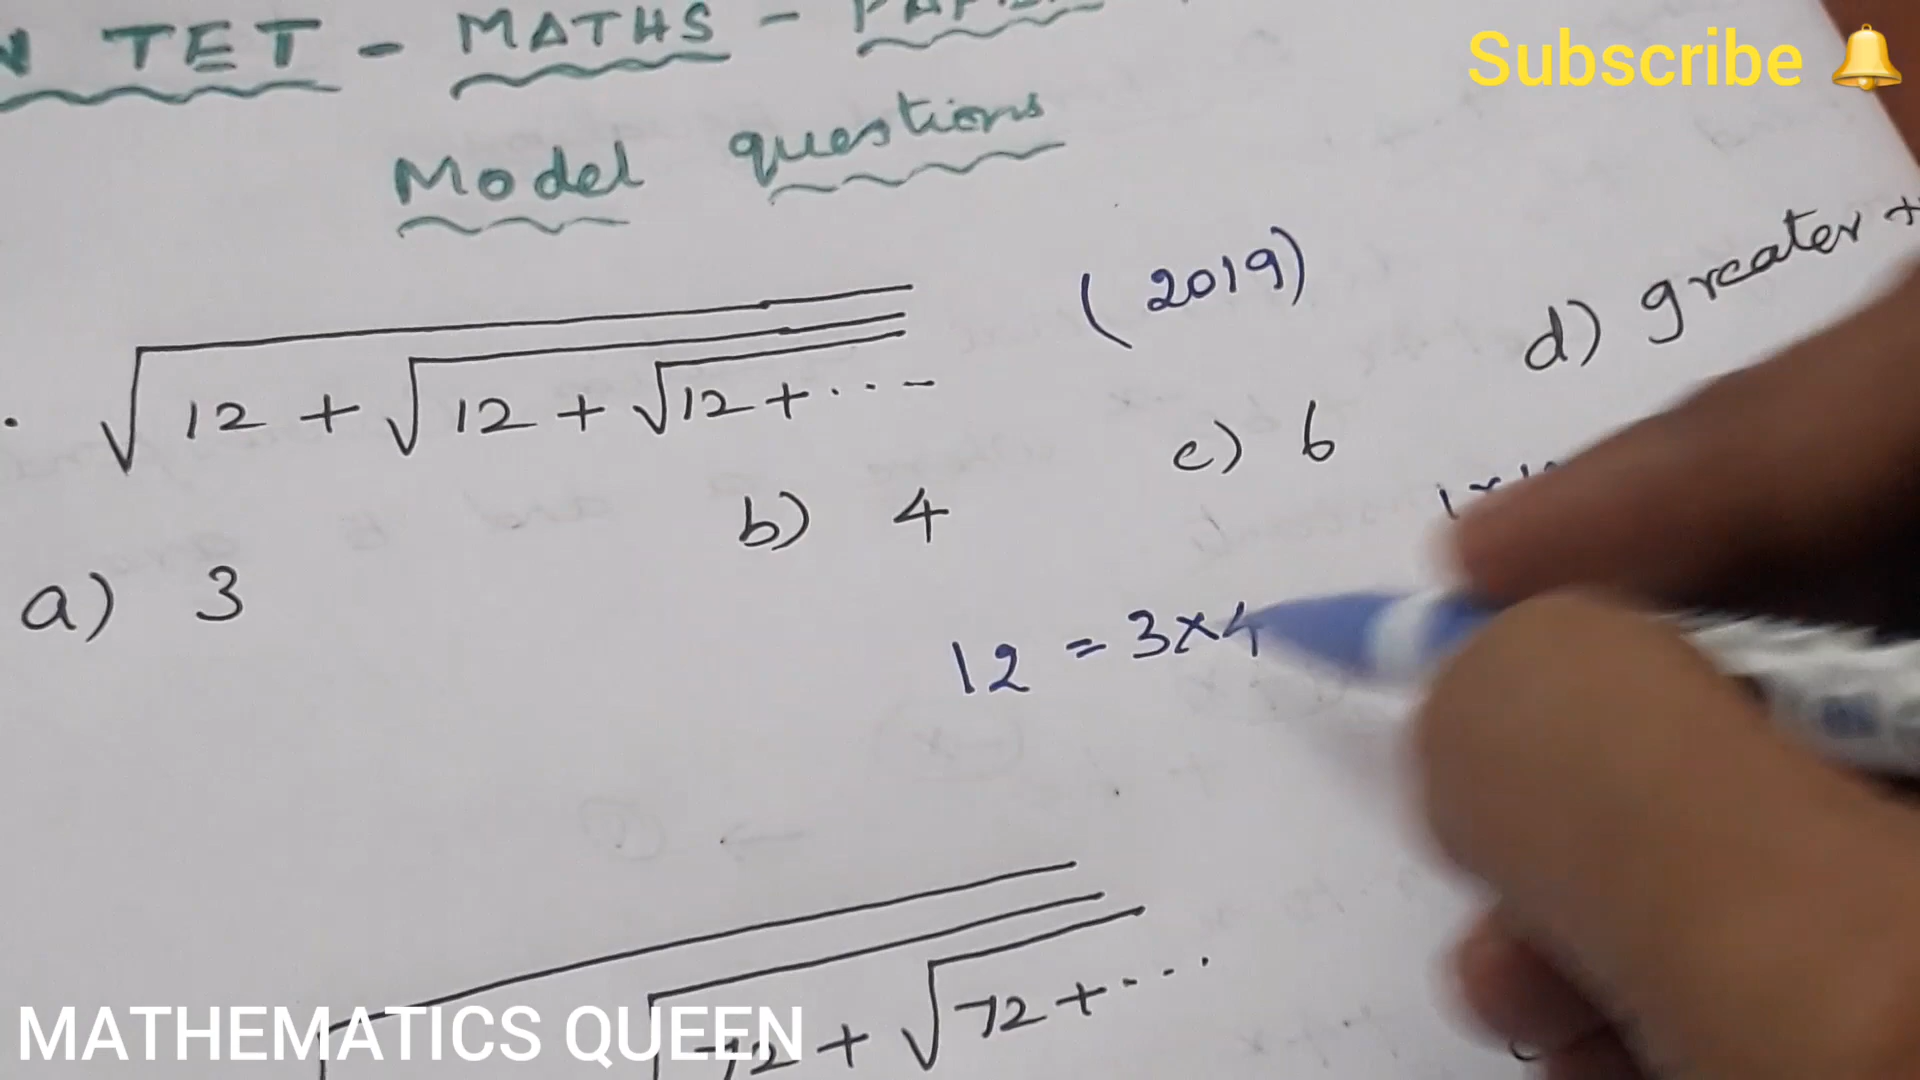 TET - MATHS -
Subscribe 🔔
Model questions
√12 + √12 + √12 + ...
(2019)
a) 3
b) 4
c) 6
d) greater
12 = 3×4
72 + √72 + ...
MATHEMATICS QUEEN